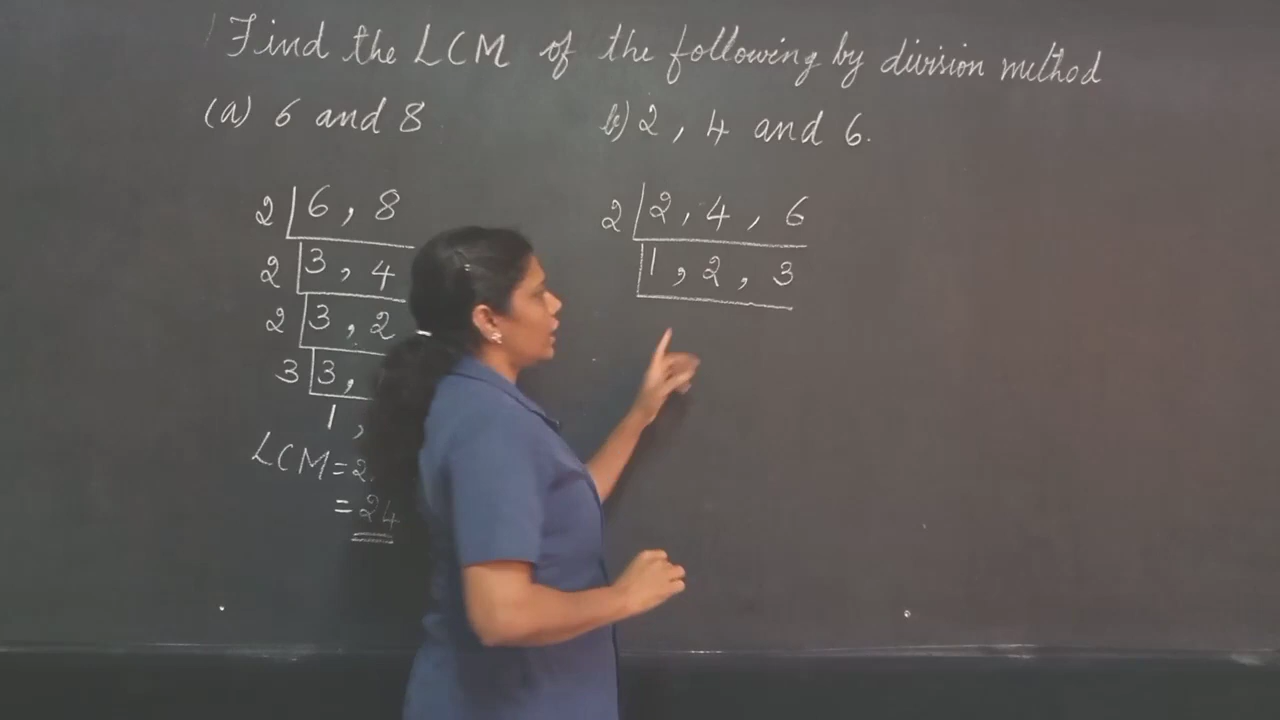 Find the LCM of the following by division method
(a) 6 and 8
b) 2, 4 and 6.
2 | 6, 8
2 | 3, 4
2 | 3, 2
3 | 3,
1,
LCM = 2
= 24
2 | 2, 4, 6
1, 2, 3